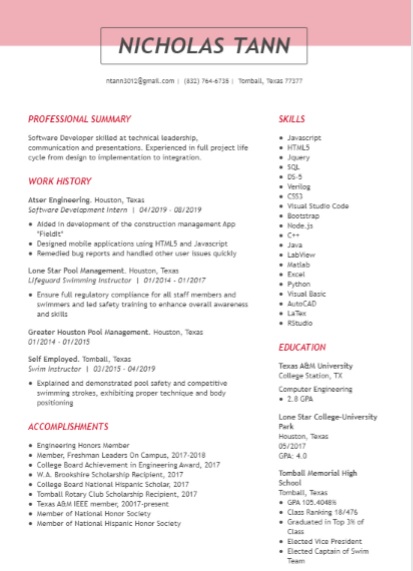 NICHOLAS TANN
ntann3012@gmail.com | (832) 764-6735 | Tomball, Texas 77377
PROFESSIONAL SUMMARY
Software Developer skilled at technical leadership,
communication and presentations. Experienced in full project life
cycle from design to implementation to integration.
WORK HISTORY
Atser Engineering. Houston, Texas
Software Development Intern | 04/2019 - 08/2019
• Aided in development of the construction management App
"FieldIt"
• Designed mobile applications using HTML5 and Javascript
• Remedied bug reports and handled other user issues quickly
Lone Star Pool Management. Houston, Texas
Lifeguard Swimming Instructor | 01/2014 - 01/2017
• Ensure full regulatory compliance for all staff members and
swimmers and led safety training to enhance overall awareness
and skills
Greater Houston Pool Management. Houston, Texas
01/2014 - 01/2015
Self Employed. Tomball, Texas
Swim Instructor | 03/2015 - 04/2019
• Explained and demonstrated pool safety and competitive
swimming strokes, exhibiting proper technique and body
positioning
ACCOMPLISHMENTS
• Engineering Honors Member
• Member, Freshman Leaders On Campus, 2017-2018
• College Board Achievement in Engineering Award, 2017
• W.A. Brookshire Scholarship Recipient, 2017
• College Board National Hispanic Scholar, 2017
• Tomball Rotary Club Scholarship Recipient, 2017
• Texas A&M IEEE member, 20017-present
• Member of National Honor Society
• Member of National Hispanic Honor Society
SKILLS
• Javascript
• HTML5
• Jquery
• SQL
• DS-5
• Verilog
• CSS3
• Visual Studio Code
• Bootstrap
• Node.js
• C++
• Java
• LabView
• Matlab
• Excel
• Python
• Visual Basic
• AutoCAD
• LaTex
• RStudio
EDUCATION
Texas A&M University
College Station, TX
Computer Engineering
• 2.8 GPA
Lone Star College-University
Park
Houston, Texas
05/2017
GPA: 4.0
Tomball Memorial High
School
Tomball, Texas
• GPA 105.4048%
• Class Ranking 18/476
• Graduated in Top 3% of
Class
• Elected Vice President
• Elected Captain of Swim
Team